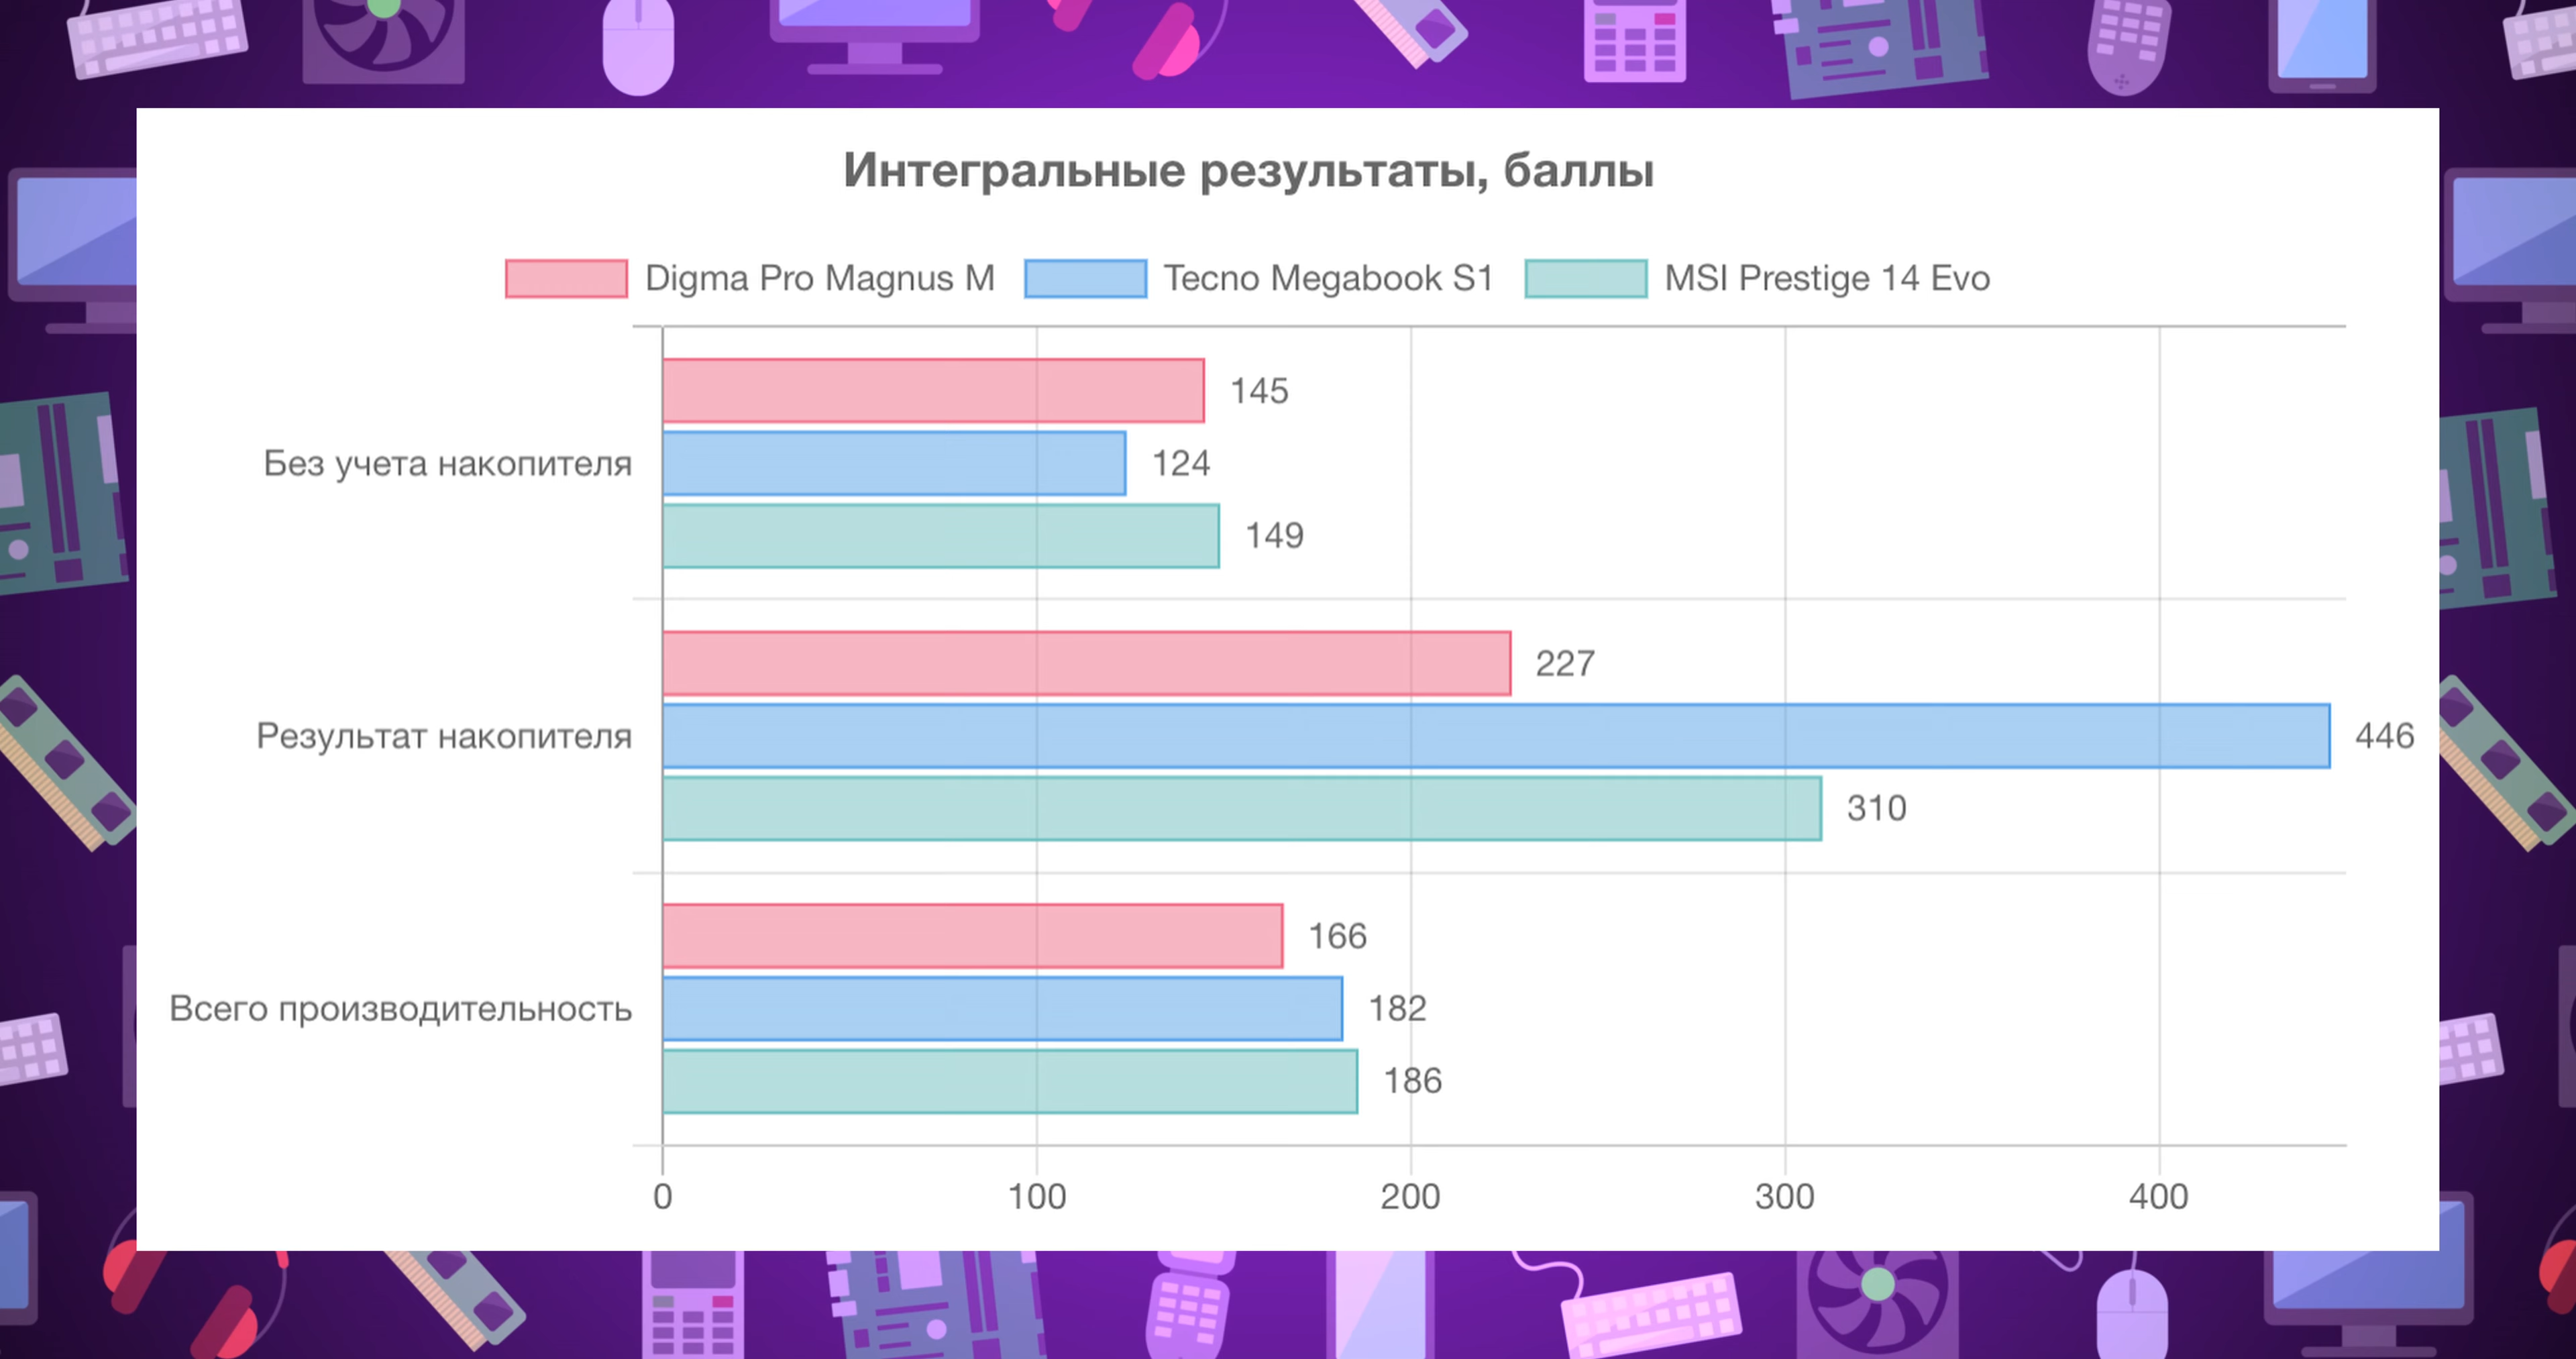 Интегральные результаты, баллы
Digma Pro Magnus M Tecno Megabook S1 MSI Prestige 14 Evo
145
Без учета накопителя 124
149
227
Результат накопителя 446
310
166
Всего производительность 182
186
0 100 200 300 400